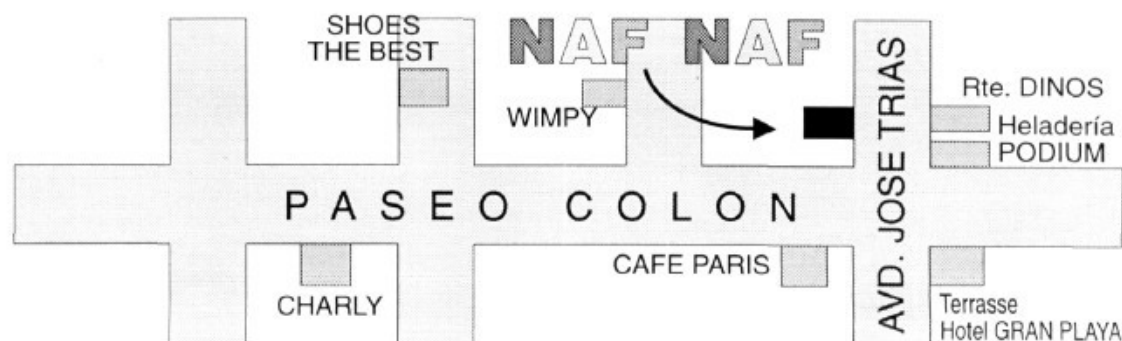 SHOES
THE BEST
NAF NAF
WIMPY
AVD. JOSE TRIAS
Rte. DINOS
Heladería
PODIUM
PASEO COLON
CHARLY
CAFE PARIS
Terrasse
Hotel GRAN PLAYA